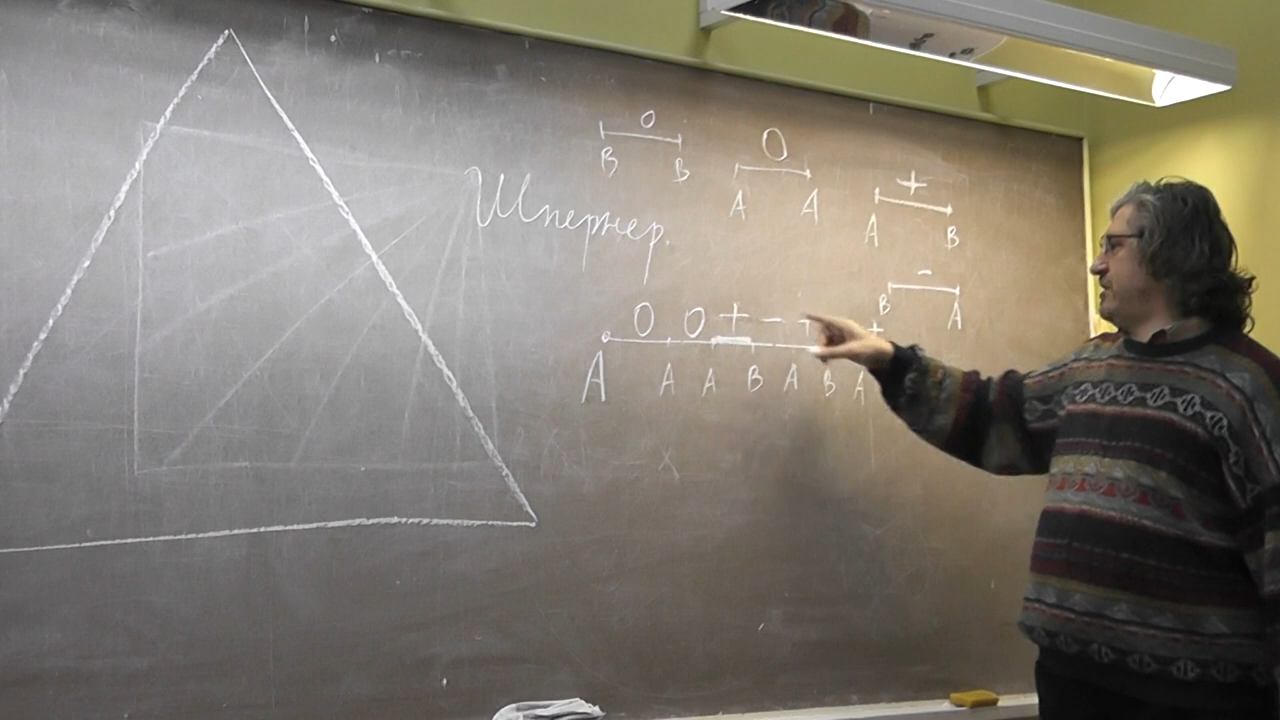 0
B B
0
A A
Шпернер.
+
A B
-
B A
0 0 + - + +
A A A B A B A